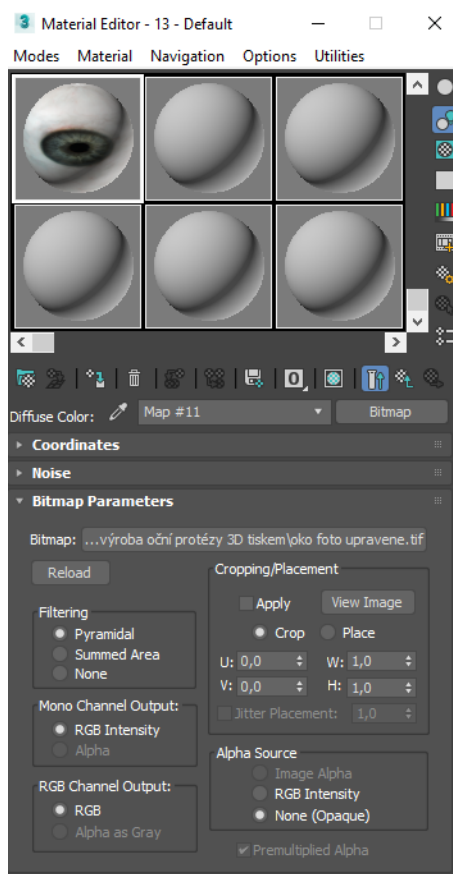 3 Material Editor - 13 - Default
Modes Material Navigation Options Utilities
0
Diffuse Color: Map #11 Bitmap
Coordinates
Noise
Bitmap Parameters
Bitmap: ...výroba oční protézy 3D tiskem\oko foto upravene.tif
Reload
Cropping/Placement
Apply View Image
Crop Place
U: 0,0 W: 1,0
V: 0,0 H: 1,0
Jitter Placement: 1,0
Filtering
Pyramidal
Summed Area
None
Mono Channel Output:
RGB Intensity
Alpha
Alpha Source
Image Alpha
RGB Intensity
None (Opaque)
RGB Channel Output:
RGB
Alpha as Gray
Premultiplied Alpha